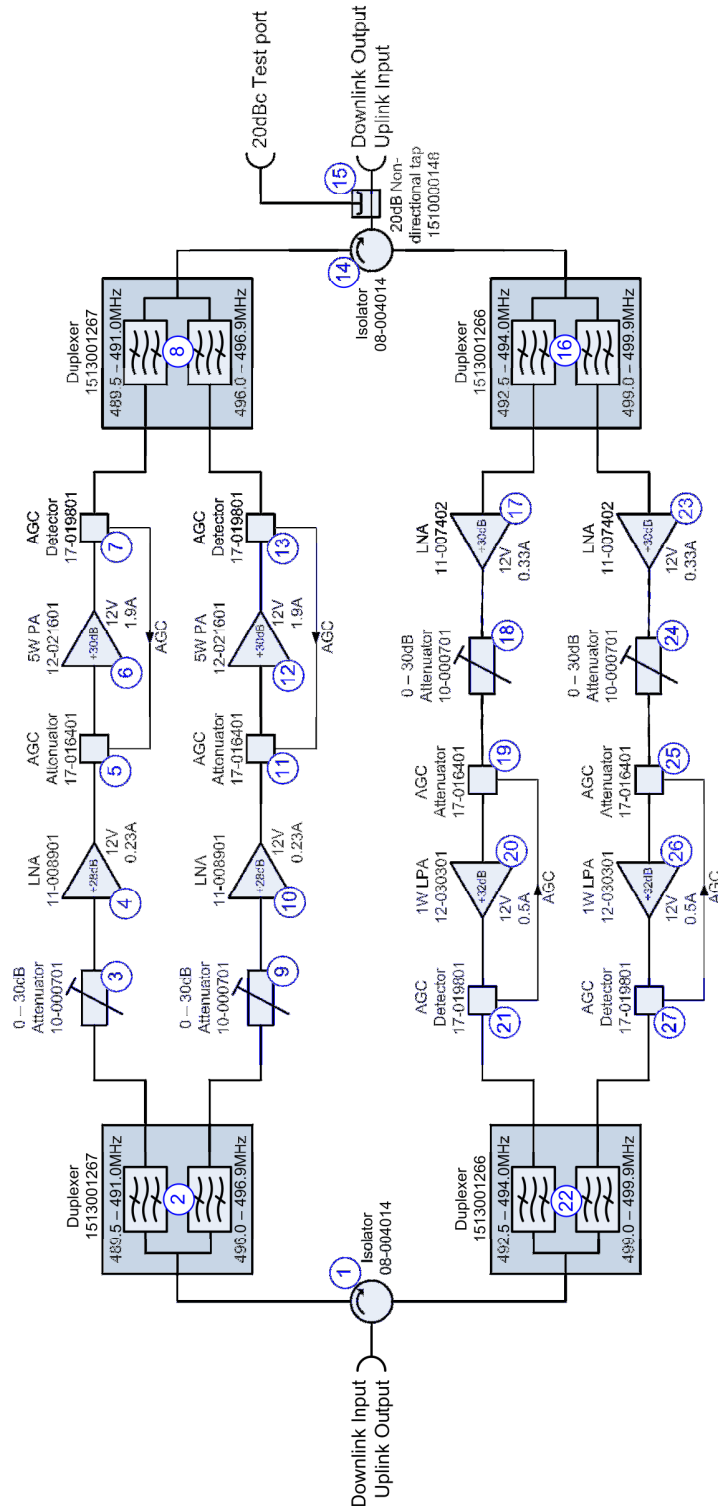 Downlink Input
Uplink Output
1
Isolator
08-004014
Duplexer
1513001267
489.5 – 491.0MHz
2
496.0 – 496.9MHz
0 – 30dB
Attenuator
10-000701
3
LNA
11-008901
+28dB
4
12V
0.23A
AGC
Attenuator
17-016401
5
5W PA
12-021601
+30dB
6
12V
1.9A
AGC
AGC
Detector
17-019801
7
Duplexer
1513001267
489.5 – 491.0MHz
8
496.0 – 496.9MHz
0 – 30dB
Attenuator
10-000701
9
LNA
11-008901
+28dB
10
12V
0.23A
AGC
Attenuator
17-016401
11
5W PA
12-021601
+30dB
12
12V
1.9A
AGC
AGC
Detector
17-019801
13
14
Isolator
08-004014
15
20dB Non-
directional tap
1510000148
20dBc Test port
Downlink Output
Uplink Input
Duplexer
1513001266
492.5 – 494.0MHz
22
499.0 – 499.9MHz
AGC
Detector
17-019801
21
1W LPA
12-030301
+32dB
20
12V
0.5A
AGC
AGC
Attenuator
17-016401
19
0 – 30dB
Attenuator
10-000701
18
LNA
11-007402
+30dB
17
12V
0.33A
Duplexer
1513001266
492.5 – 494.0MHz
16
499.0 – 499.9MHz
AGC
Detector
17-019801
27
1W LPA
12-030301
+32dB
26
12V
0.5A
AGC
AGC
Attenuator
17-016401
25
0 – 30dB
Attenuator
10-000701
24
LNA
11-007402
+30dB
23
12V
0.33A